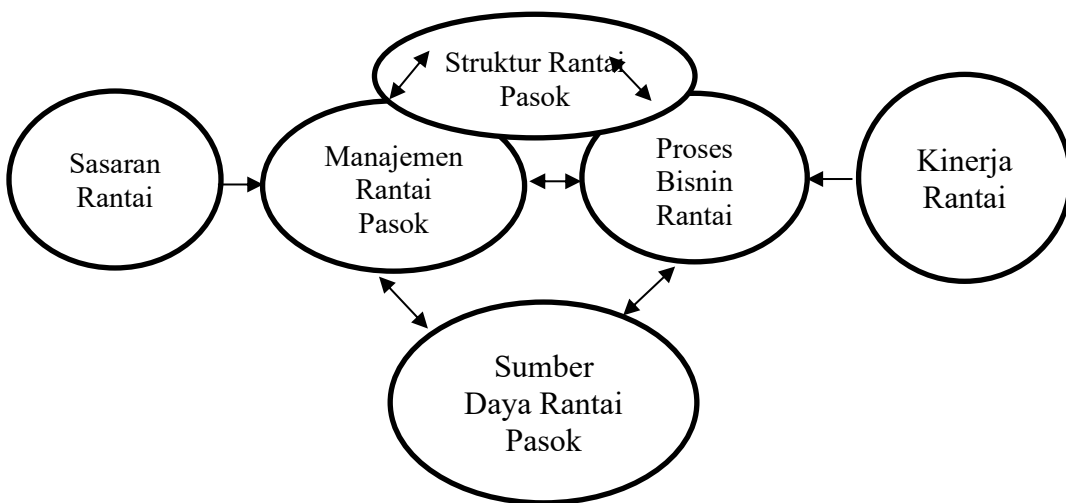 Struktur Rantai
Pasok
Sasaran
Rantai
Manajemen
Rantai
Pasok
Proses
Bisnin
Rantai
Kinerja
Rantai
Sumber
Daya Rantai
Pasok